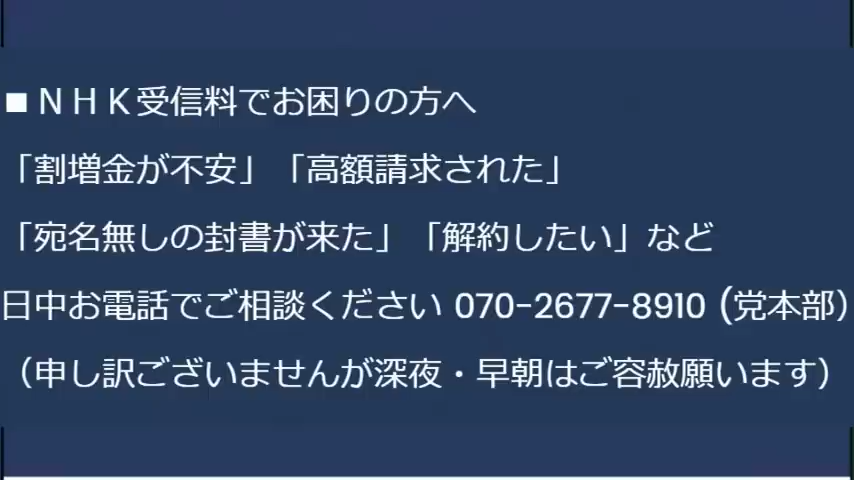 ■ＮＨＫ受信料でお困りの方へ
「割増金が不安」「高額請求された」
「宛名無しの封書が来た」「解約したい」など
日中お電話でご相談ください 070-2677-8910 (党本部)
（申し訳ございませんが深夜・早朝はご容赦願います）